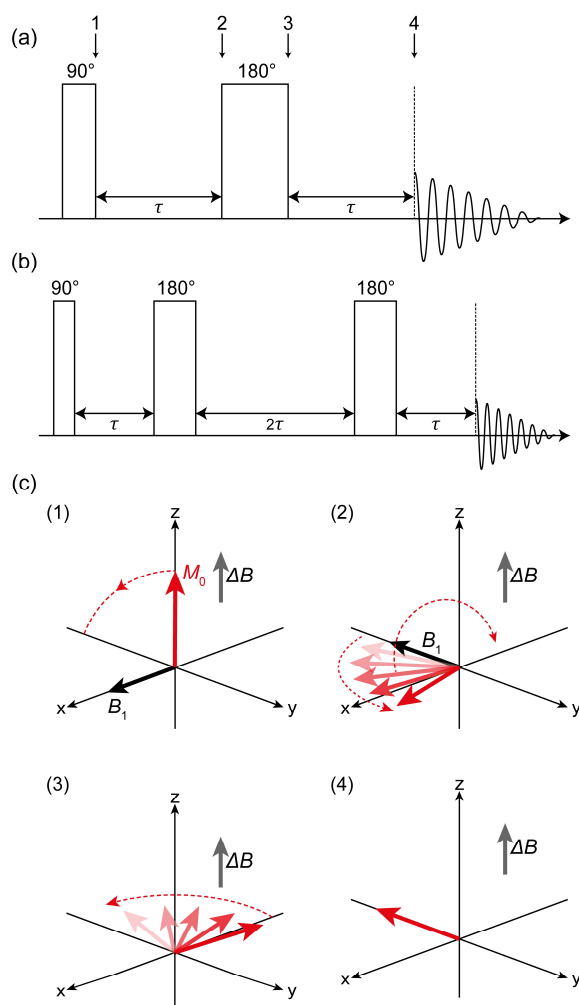 (a)
1 2 3 4
90° 180°
τ τ
(b)
90° 180° 180°
τ 2τ τ
(c)
(1) (2)
z z
M0 ΔB ΔB
B1
B1
x y x y
(3) (4)
z z
ΔB ΔB
x y x y